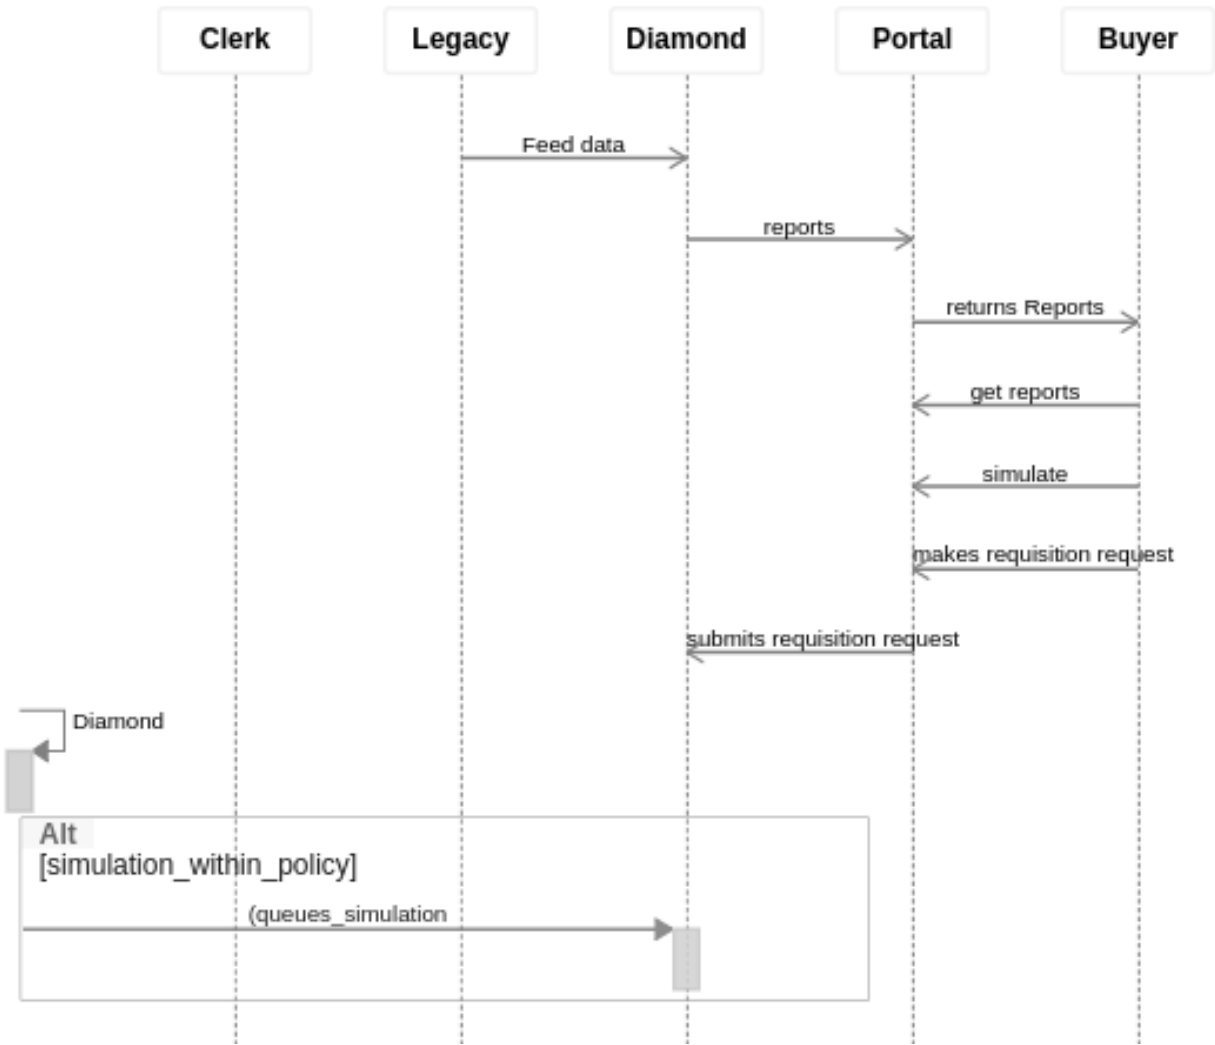 Clerk
Legacy
Diamond
Portal
Buyer
Feed data
reports
returns Reports
get reports
simulate
makes requisition request
submits requisition request
Diamond
Alt
[simulation_within_policy]
(queues_simulation